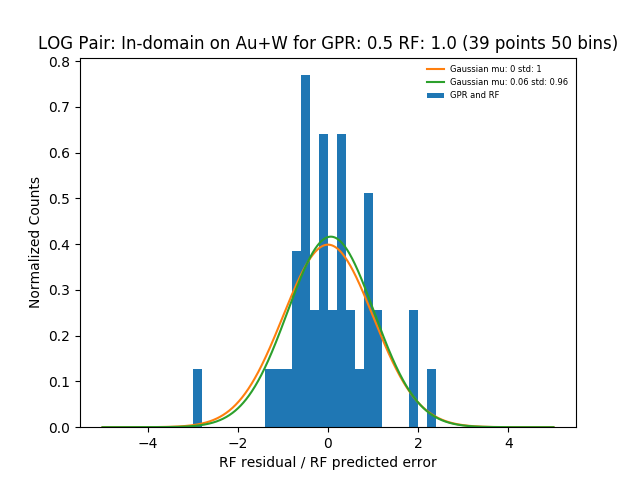 LOG Pair: In-domain on Au+W for GPR: 0.5 RF: 1.0 (39 points 50 bins)
Gaussian mu: 0 std: 1
Gaussian mu: 0.06 std: 0.96
GPR and RF
Normalized Counts
0.8
0.7
0.6
0.5
0.4
0.3
0.2
0.1
0.0
−4
−2
0
2
4
RF residual / RF predicted error